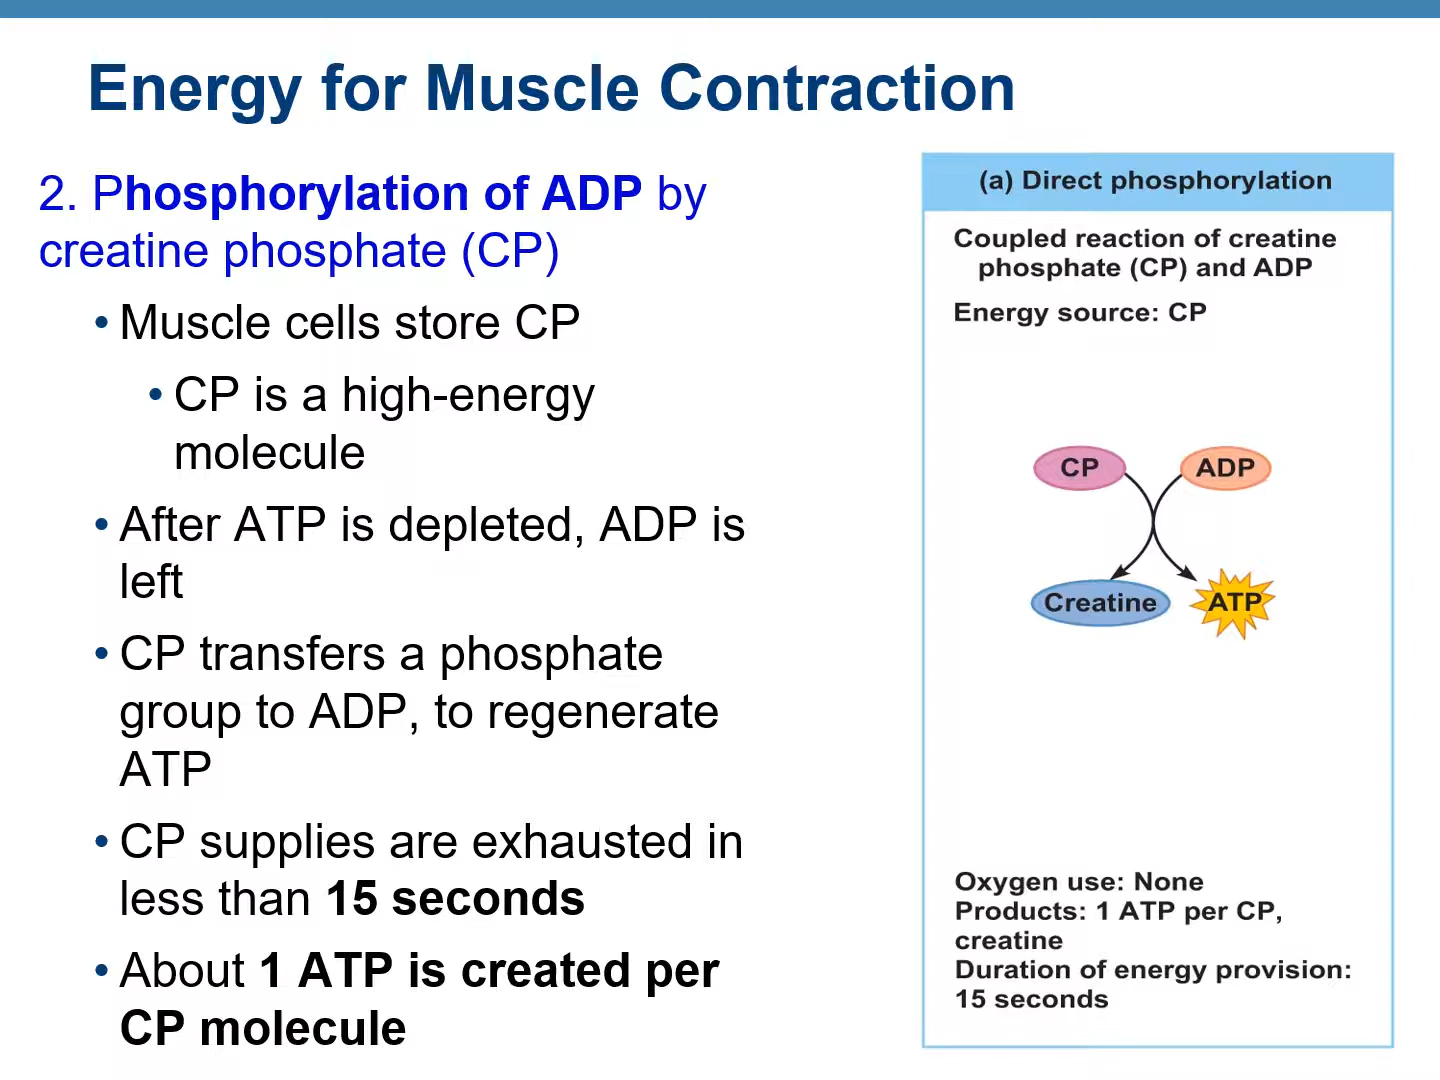 Energy for Muscle Contraction
2. Phosphorylation of ADP by
creatine phosphate (CP)
• Muscle cells store CP
• CP is a high-energy
molecule
• After ATP is depleted, ADP is
left
• CP transfers a phosphate
group to ADP, to regenerate
ATP
• CP supplies are exhausted in
less than 15 seconds
• About 1 ATP is created per
CP molecule
(a) Direct phosphorylation
Coupled reaction of creatine
phosphate (CP) and ADP
Energy source: CP
CP ADP
Creatine ATP
Oxygen use: None
Products: 1 ATP per CP,
creatine
Duration of energy provision:
15 seconds